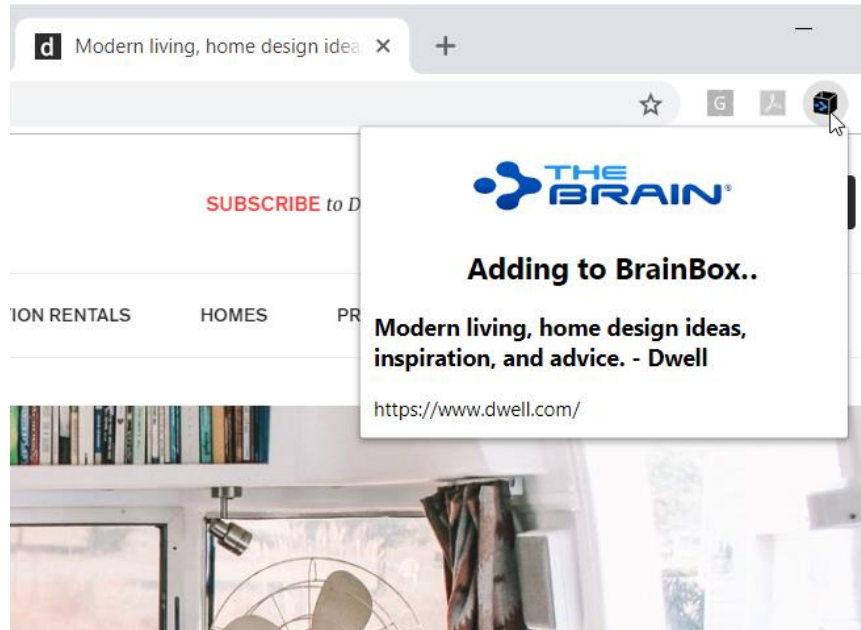 d Modern living, home design idea
G
SUBSCRIBE to D
THE
BRAIN®
Adding to BrainBox..
ION RENTALS HOMES PR
Modern living, home design ideas,
inspiration, and advice. - Dwell
https://www.dwell.com/